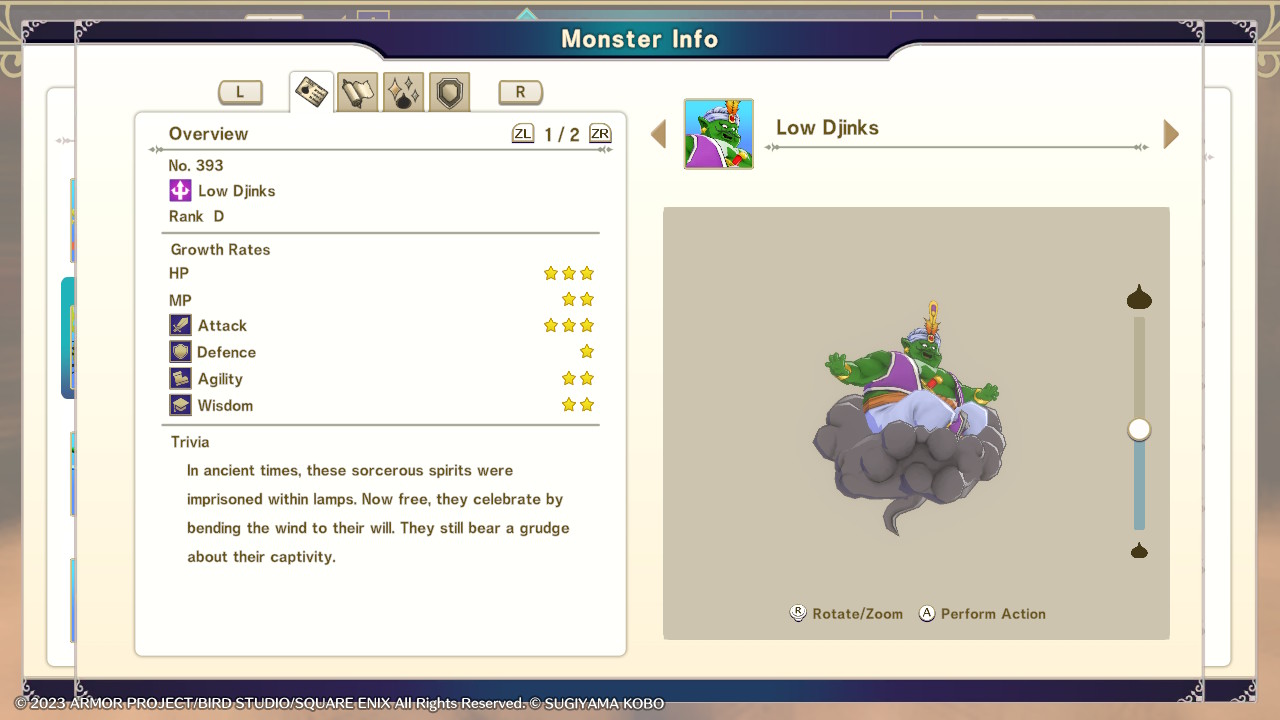 Monster Info
L
R
Overview
ZL 1 / 2 ZR
No. 393
Low Djinks
Rank D
Growth Rates
HP
MP
Attack
Defence
Agility
Wisdom
Trivia
In ancient times, these sorcerous spirits were
imprisoned within lamps. Now free, they celebrate by
bending the wind to their will. They still bear a grudge
about their captivity.
Low Djinks
R Rotate/Zoom A Perform Action
© 2023 ARMOR PROJECT/BIRD STUDIO/SQUARE ENIX All Rights Reserved. © SUGIYAMA KOBO